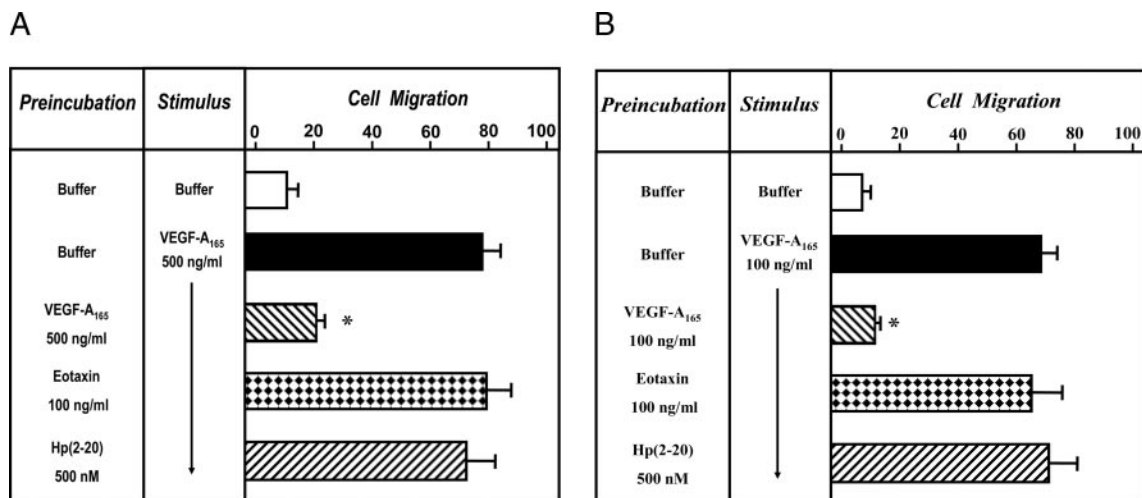 A
Preincubation Stimulus Cell Migration
0 20 40 60 80 100
Buffer Buffer
Buffer VEGF-A₁₆₅
500 ng/ml
VEGF-A₁₆₅
500 ng/ml
*
Eotaxin
100 ng/ml
Hp(2-20)
500 nM
B
Preincubation Stimulus Cell Migration
0 20 40 60 80 100
Buffer Buffer
Buffer VEGF-A₁₆₅
100 ng/ml
VEGF-A₁₆₅
100 ng/ml
*
Eotaxin
100 ng/ml
Hp(2-20)
500 nM